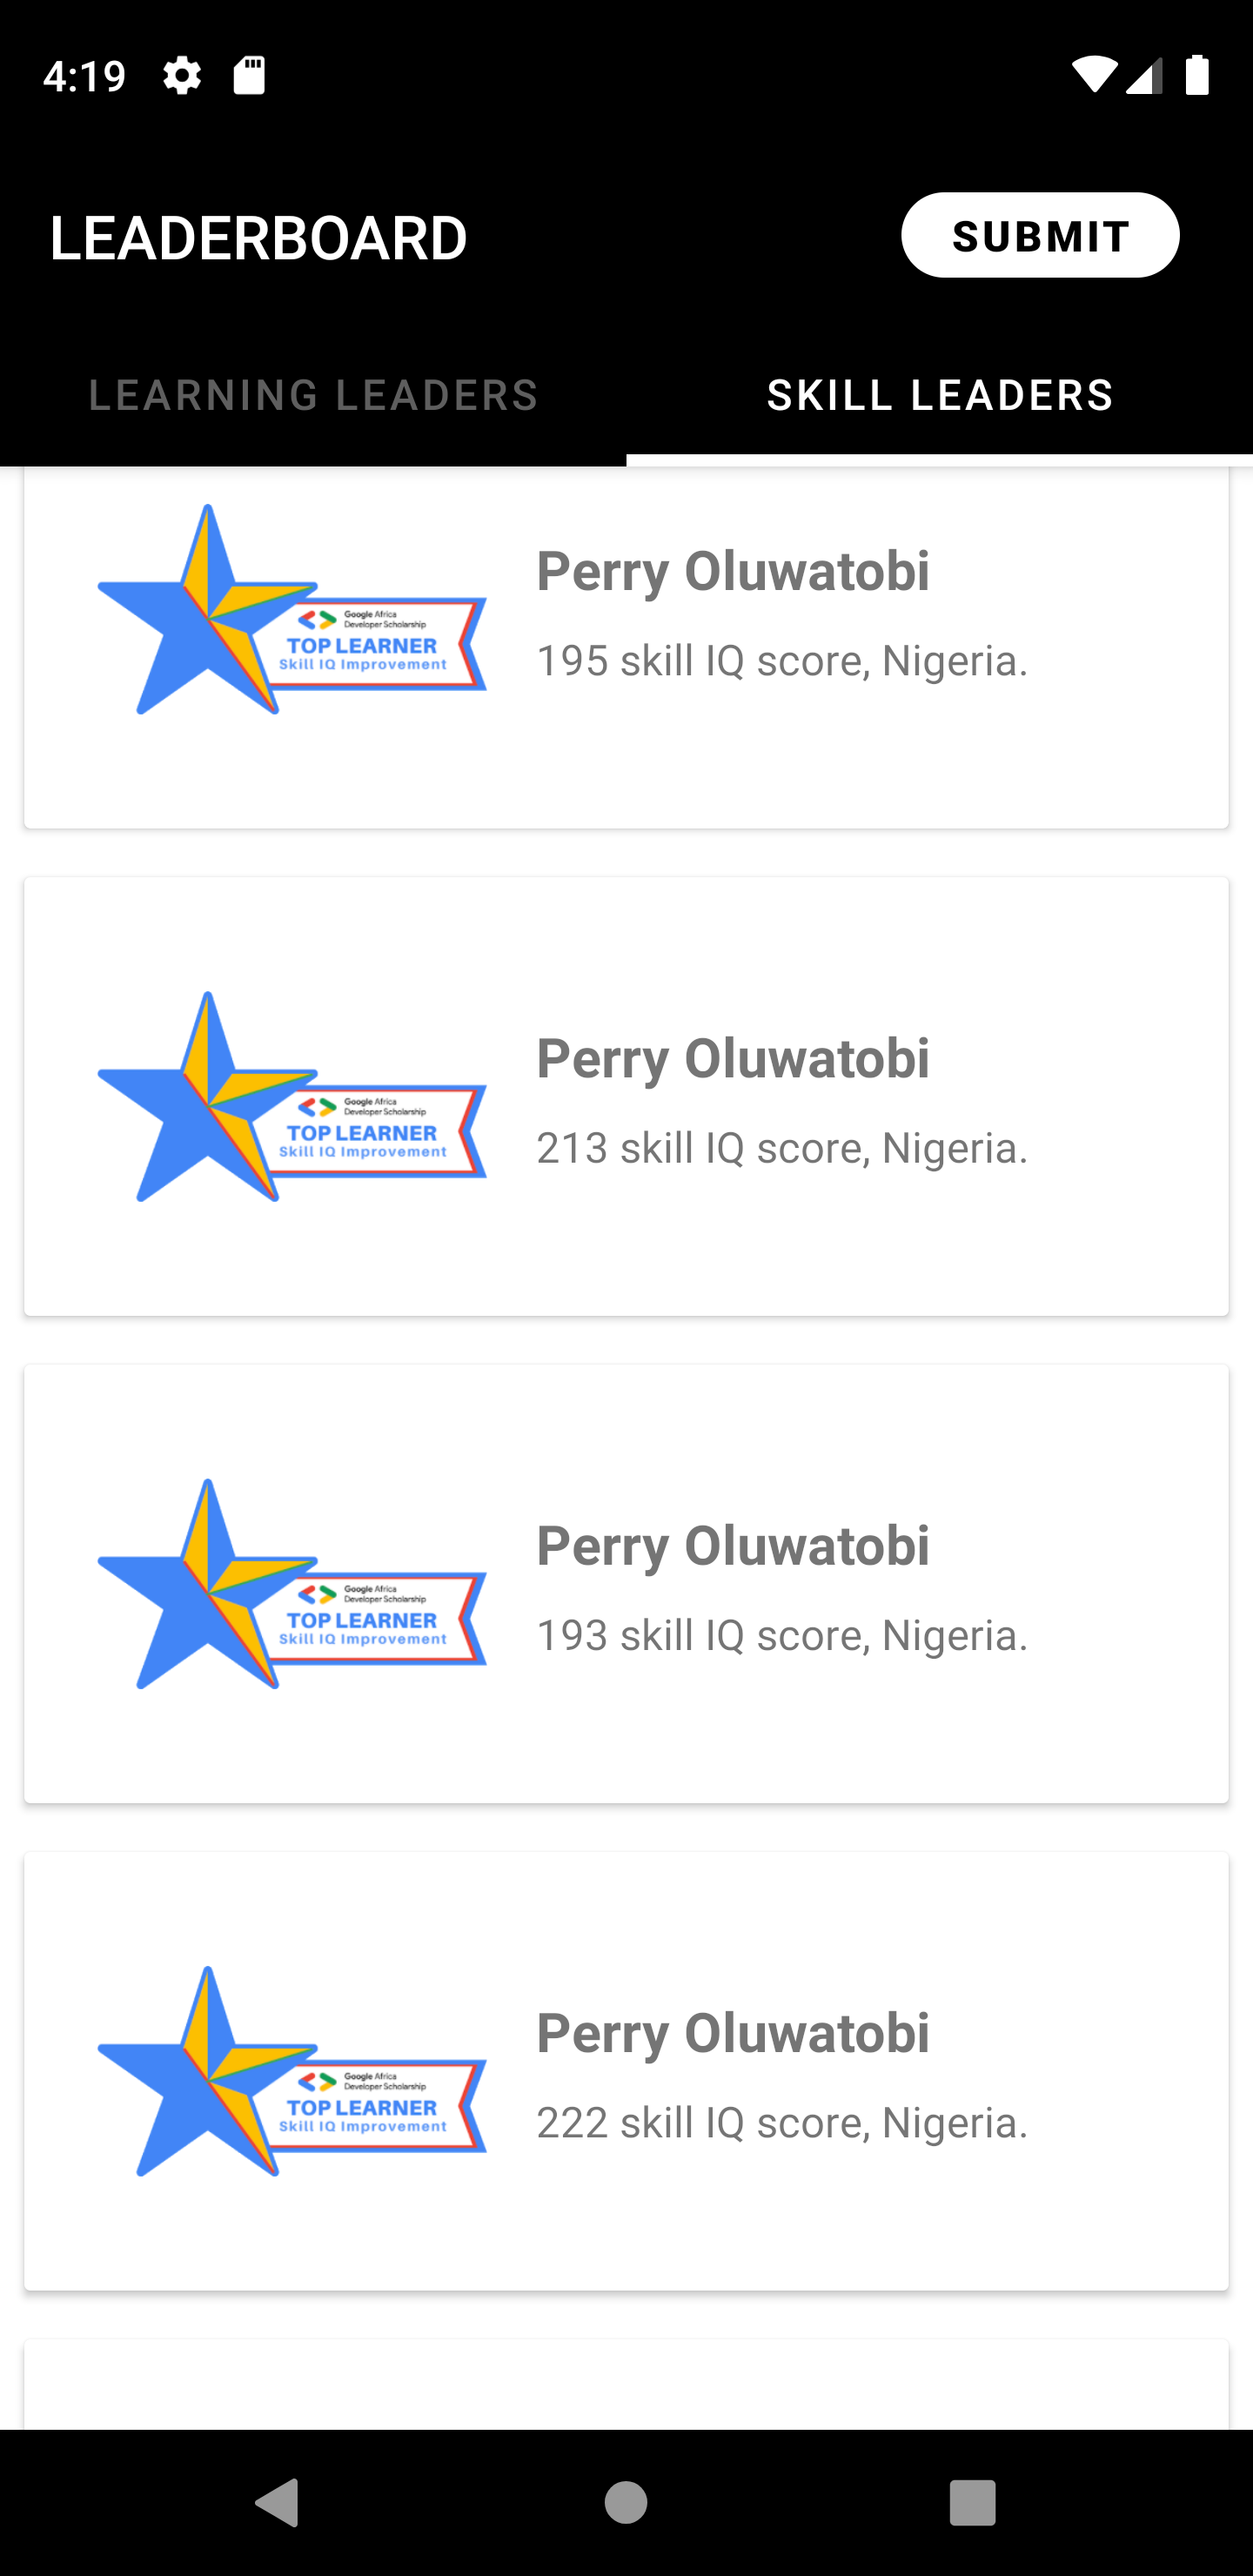 4:19
LEADERBOARD
SUBMIT
LEARNING LEADERS
SKILL LEADERS
Google Africa
Developer Scholarship
TOP LEARNER
Skill IQ Improvement
Perry Oluwatobi
195 skill IQ score, Nigeria.
Google Africa
Developer Scholarship
TOP LEARNER
Skill IQ Improvement
Perry Oluwatobi
213 skill IQ score, Nigeria.
Google Africa
Developer Scholarship
TOP LEARNER
Skill IQ Improvement
Perry Oluwatobi
193 skill IQ score, Nigeria.
Google Africa
Developer Scholarship
TOP LEARNER
Skill IQ Improvement
Perry Oluwatobi
222 skill IQ score, Nigeria.